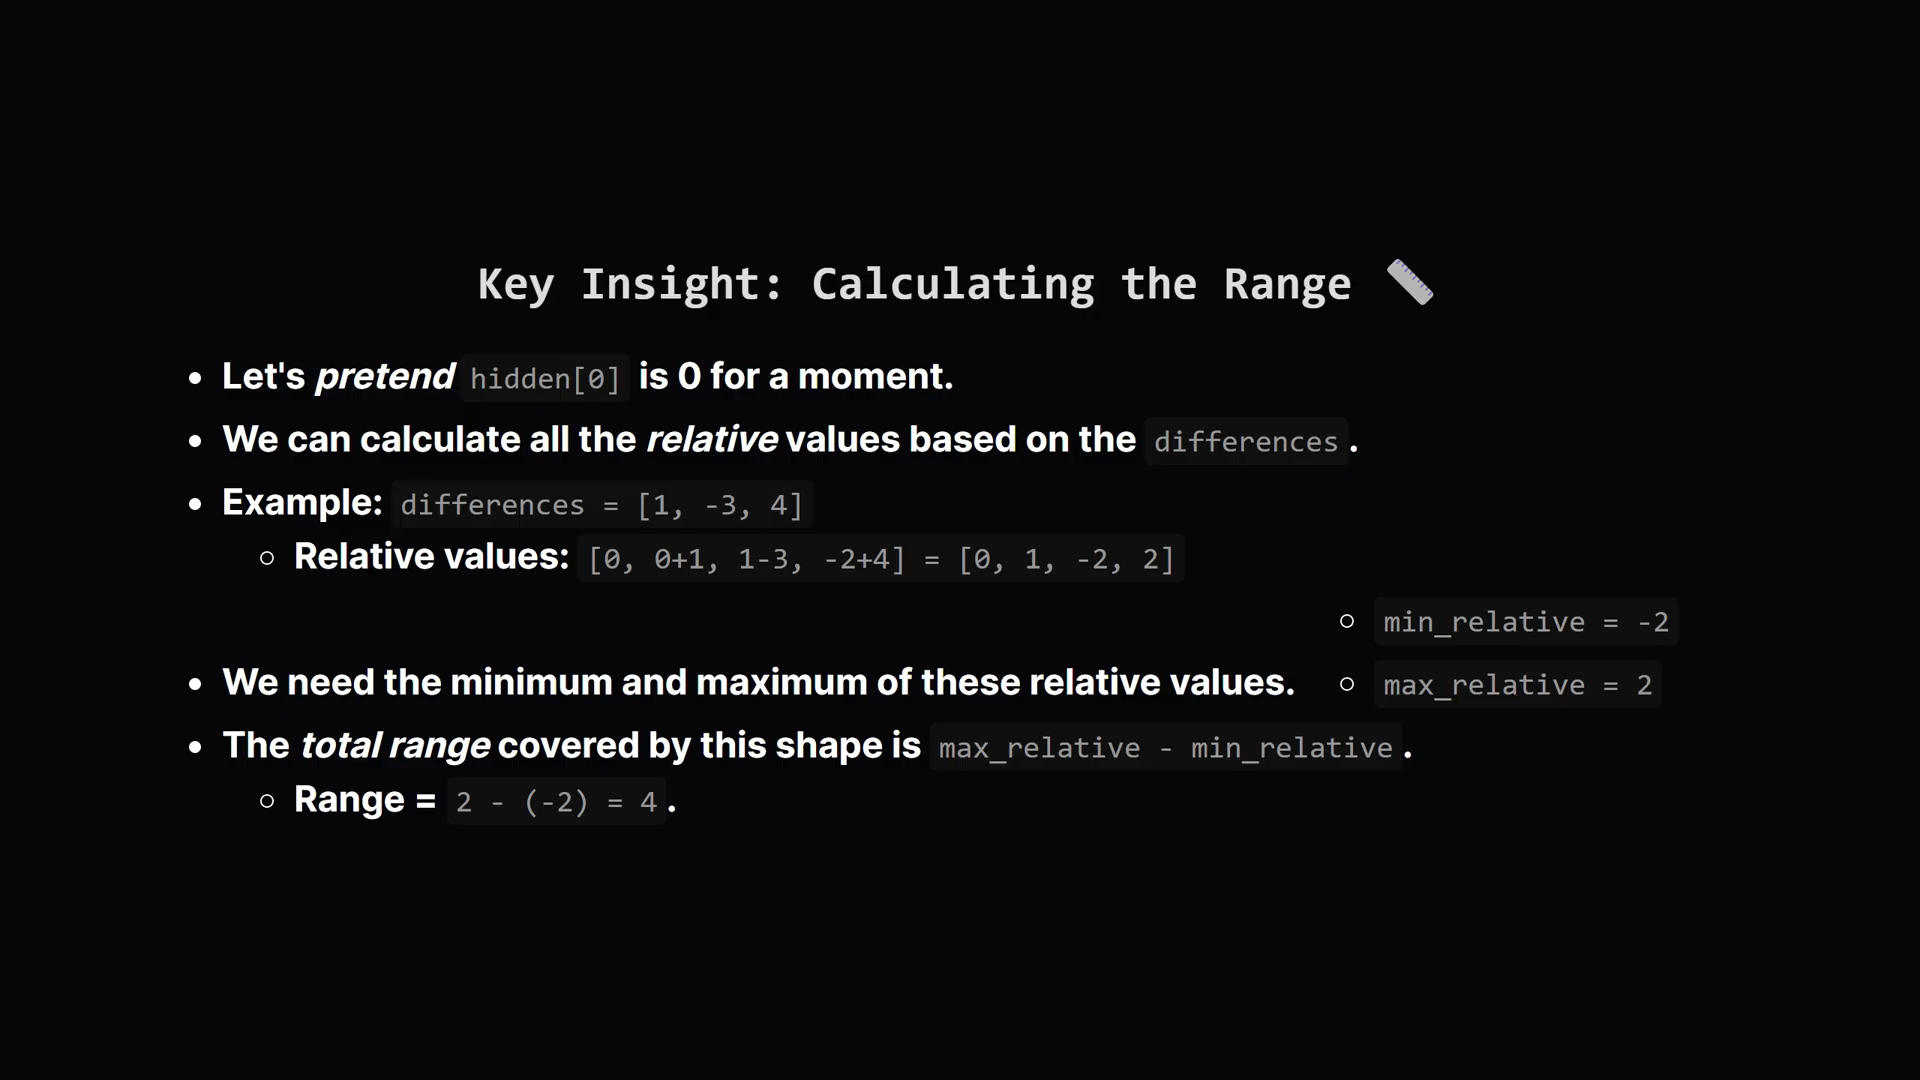 Key Insight: Calculating the Range 📏
• Let's pretend hidden[0] is 0 for a moment.
• We can calculate all the relative values based on the differences.
• Example: differences = [1, -3, 4]
○ Relative values: [0, 0+1, 1-3, -2+4] = [0, 1, -2, 2]
• We need the minimum and maximum of these relative values.
○ min_relative = -2
○ max_relative = 2
• The total range covered by this shape is max_relative - min_relative.
○ Range = 2 - (-2) = 4.